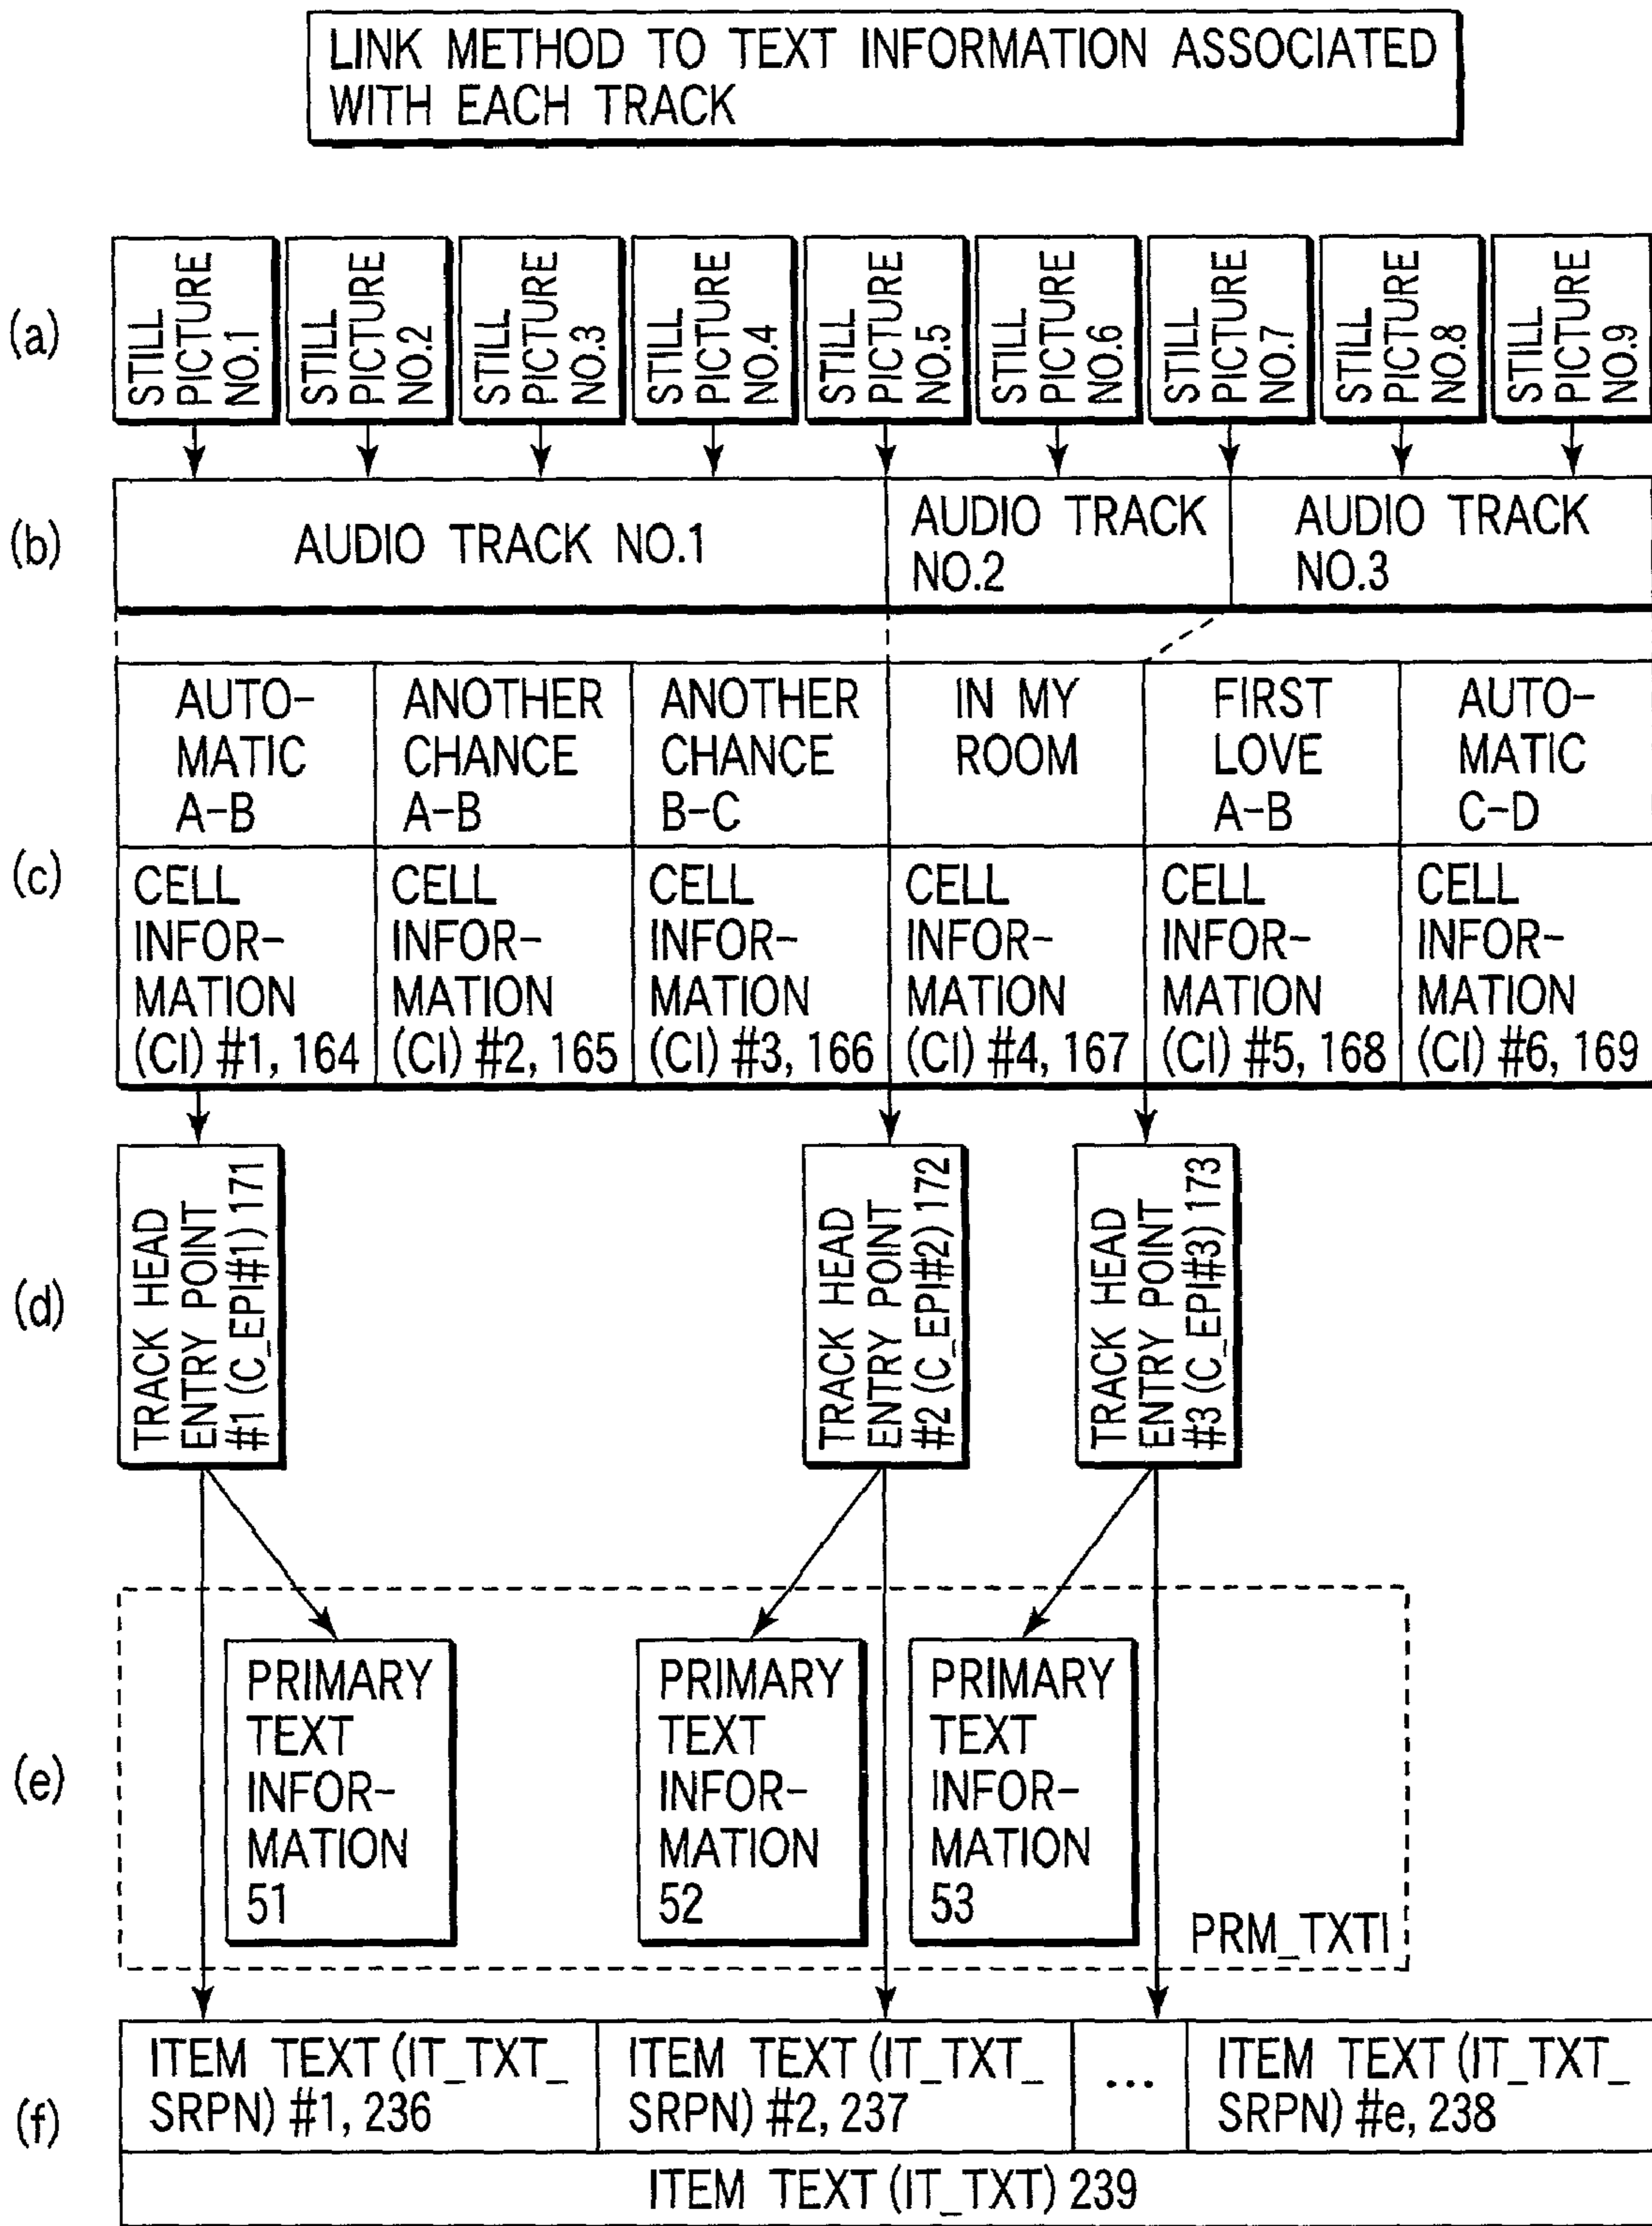 LINK METHOD TO TEXT INFORMATION ASSOCIATED
WITH EACH TRACK
(a)
STILL
PICTURE
NO.1
STILL
PICTURE
NO.2
STILL
PICTURE
NO.3
STILL
PICTURE
NO.4
STILL
PICTURE
NO.5
STILL
PICTURE
NO.6
STILL
PICTURE
NO.7
STILL
PICTURE
NO.8
STILL
PICTURE
NO.9
(b)
AUDIO TRACK NO.1
AUDIO TRACK
NO.2
AUDIO TRACK
NO.3
(c)
AUTO-
MATIC
A-B
ANOTHER
CHANCE
A-B
ANOTHER
CHANCE
B-C
IN MY
ROOM
FIRST
LOVE
A-B
AUTO-
MATIC
C-D
CELL
INFOR-
MATION
(CI) #1, 164
CELL
INFOR-
MATION
(CI) #2, 165
CELL
INFOR-
MATION
(CI) #3, 166
CELL
INFOR-
MATION
(CI) #4, 167
CELL
INFOR-
MATION
(CI) #5, 168
CELL
INFOR-
MATION
(CI) #6, 169
(d)
TRACK HEAD
ENTRY POINT
#1 (C_EPI#1) 171
TRACK HEAD
ENTRY POINT
#2 (C_EPI#2) 172
TRACK HEAD
ENTRY POINT
#3 (C_EPI#3) 173
(e)
PRIMARY
TEXT
INFOR-
MATION
51
PRIMARY
TEXT
INFOR-
MATION
52
PRIMARY
TEXT
INFOR-
MATION
53
PRM_TXTI
(f)
ITEM TEXT (IT_TXT_
SRPN) #1, 236
ITEM TEXT (IT_TXT_
SRPN) #2, 237
...
ITEM TEXT (IT_TXT_
SRPN) #e, 238
ITEM TEXT (IT_TXT) 239